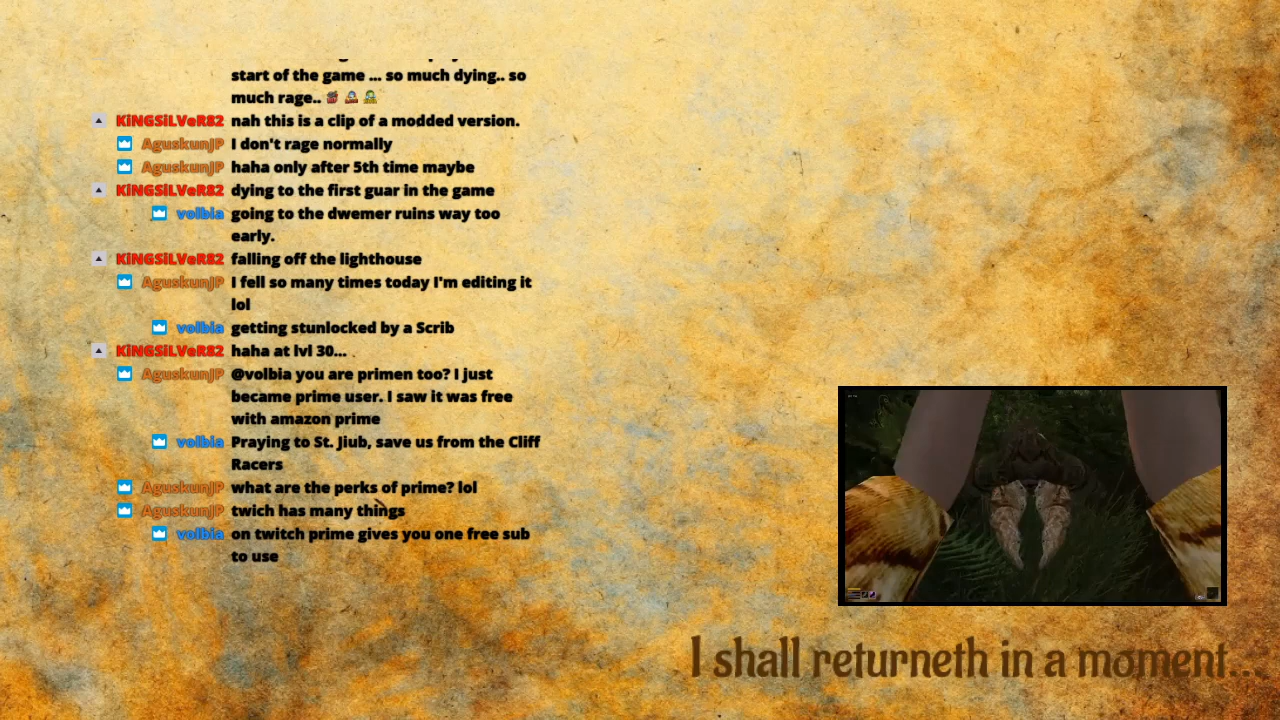 start of the game ... so much dying.. so
much rage..
KiNGSiLVeR82 nah this is a clip of a modded version.
AguskunJP I don't rage normally
AguskunJP haha only after 5th time maybe
KiNGSiLVeR82 dying to the first guar in the game
volbia going to the dwemer ruins way too
early.
KiNGSiLVeR82 falling off the lighthouse
AguskunJP I fell so many times today I'm editing it
lol
volbia getting stunlocked by a Scrib
KiNGSiLVeR82 haha at lvl 30...
AguskunJP @volbia you are primen too? I just
became prime user. I saw it was free
with amazon prime
volbia Praying to St. Jiub, save us from the Cliff
Racers
AguskunJP what are the perks of prime? lol
AguskunJP twich has many things
volbia on twitch prime gives you one free sub
to use
I shall returneth in a moment...